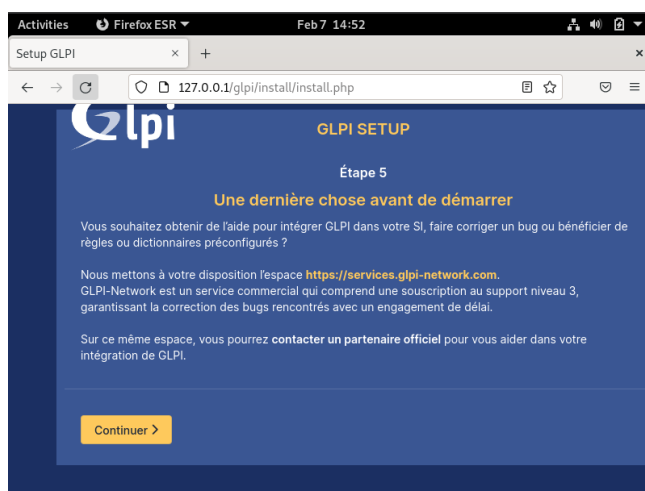 Activities Firefox ESR Feb 7 14:52
Setup GLPI × + ×
127.0.0.1/glpi/install/install.php
Glpi
GLPI SETUP
Étape 5
Une dernière chose avant de démarrer
Vous souhaitez obtenir de l'aide pour intégrer GLPI dans votre SI, faire corriger un bug ou bénéficier de
règles ou dictionnaires préconfigurés ?
Nous mettons à votre disposition l'espace https://services.glpi-network.com.
GLPI-Network est un service commercial qui comprend une souscription au support niveau 3,
garantissant la correction des bugs rencontrés avec un engagement de délai.
Sur ce même espace, vous pourrez contacter un partenaire officiel pour vous aider dans votre
intégration de GLPI.
Continuer